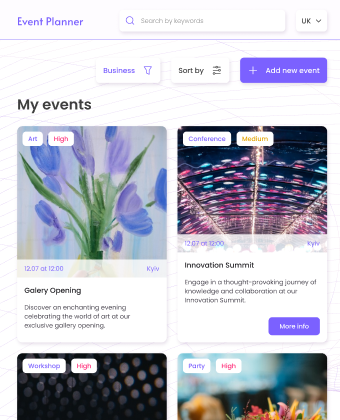 Event Planner
Search by keywords
UK
Business
Sort by
Add new event
My events
Art
High
12.07 at 12:00
Kyiv
Galery Opening
Discover an enchanting evening
celebrating the world of art at our
exclusive gallery opening.
Conference
Medium
12.07 at 12:00
Kyiv
Innovation Summit
Engage in a thought-provoking journey of
knowledge and collaboration at our
Innovation Summit.
More info
Workshop
High
Party
High